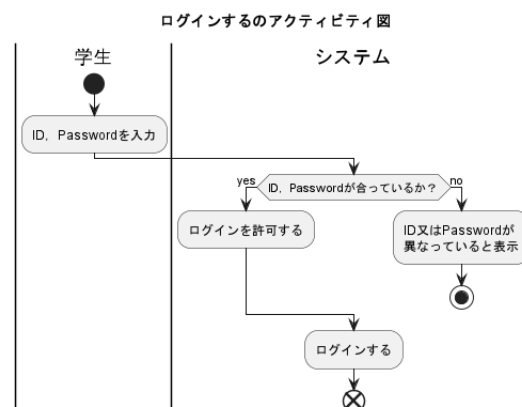 ログインするのアクティビティ図
学生
システム
ID，Passwordを入力
ID，Passwordが合っているか？
yes
no
ログインを許可する
ID又はPasswordが
異なっていると表示
ログインする